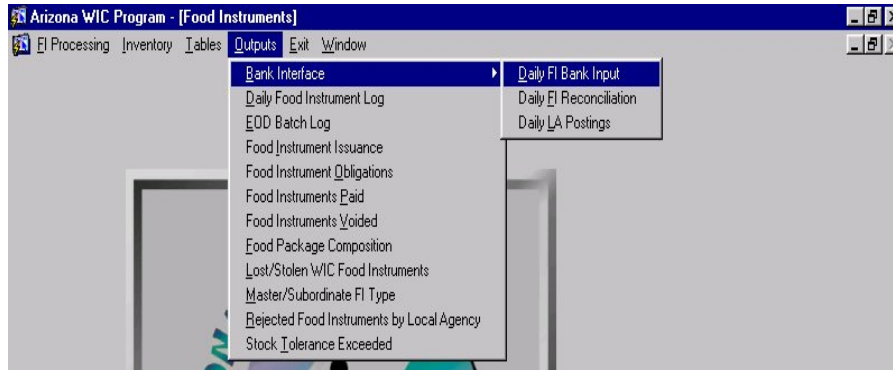 Arizona WIC Program - [Food Instruments]
FI Processing Inventory Tables Outputs Exit Window
Bank Interface
Daily Food Instrument Log
EOD Batch Log
Food Instrument Issuance
Food Instrument Obligations
Food Instruments Paid
Food Instruments Voided
Food Package Composition
Lost/Stolen WIC Food Instruments
Master/Subordinate FI Type
Rejected Food Instruments by Local Agency
Stock Tolerance Exceeded
Daily FI Bank Input
Daily FI Reconciliation
Daily LA Postings